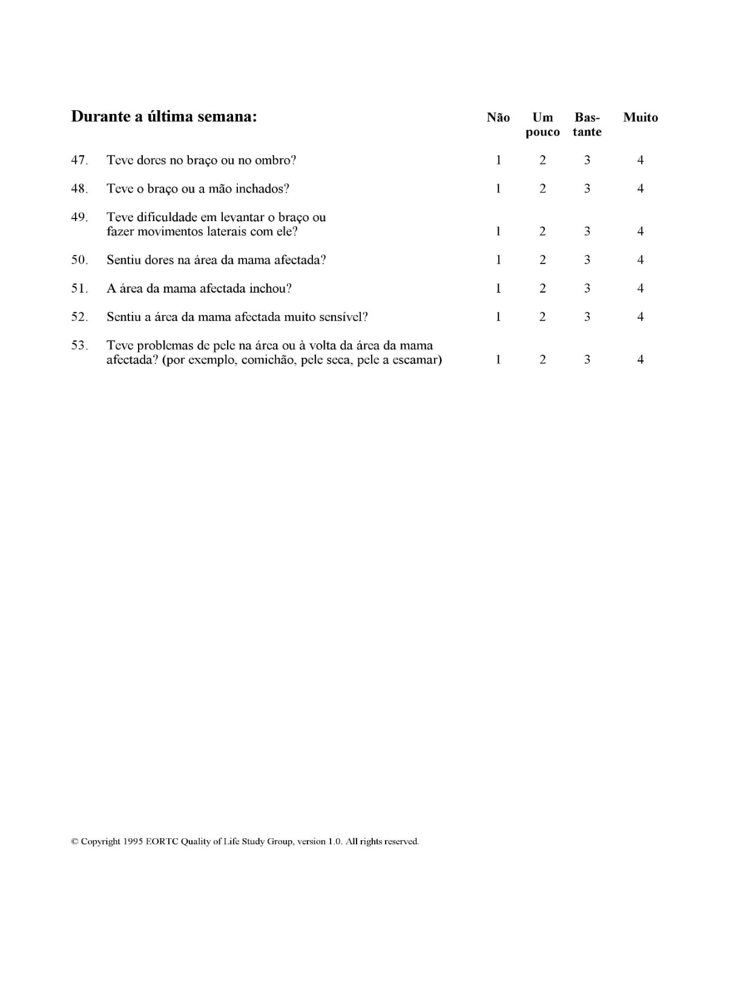 Durante a última semana: Não Um Bas- Muito
pouco tante
47. Teve dores no braço ou no ombro? 1 2 3 4
48. Teve o braço ou a mão inchados? 1 2 3 4
49. Teve dificuldade em levantar o braço ou
fazer movimentos laterais com ele? 1 2 3 4
50. Sentiu dores na área da mama afectada? 1 2 3 4
51. A área da mama afectada inchou? 1 2 3 4
52. Sentiu a área da mama afectada muito sensível? 1 2 3 4
53. Teve problemas de pele na área ou à volta da área da mama
afectada? (por exemplo, comichão, pele seca, pele a escamar) 1 2 3 4
© Copyright 1995 EORTC Quality of Life Study Group, version 1.0. All rights reserved.